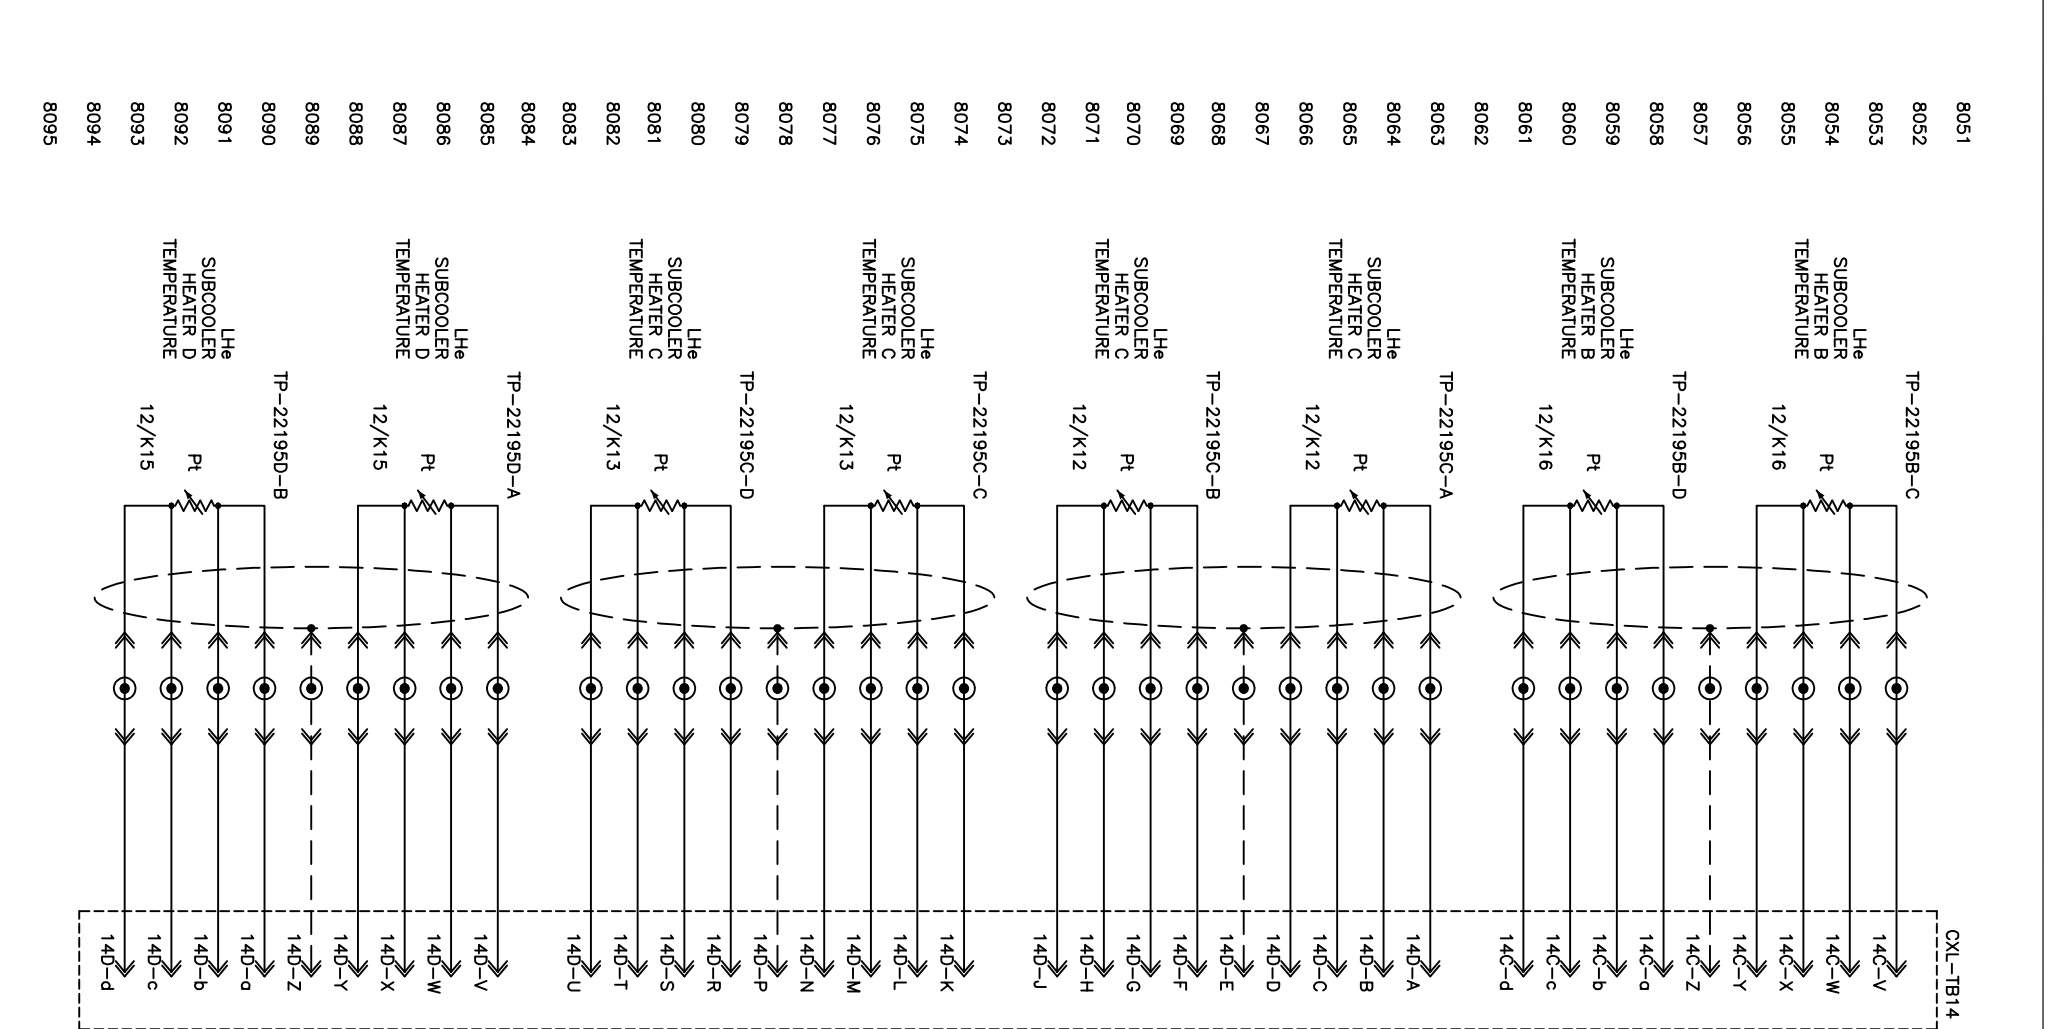 8051
8052
8053
8054
8055
8056
8057
8058
8059
8060
8061
8062
8063
8064
8065
8066
8067
8068
8069
8070
8071
8072
8073
8074
8075
8076
8077
8078
8079
8080
8081
8082
8083
8084
8085
8086
8087
8088
8089
8090
8091
8092
8093
8094
8095
TP-22195B-C
LHe
SUBCOOLER
HEATER B
TEMPERATURE
Pt
12/K16
TP-22195B-D
LHe
SUBCOOLER
HEATER B
TEMPERATURE
Pt
12/K16
TP-22195C-A
LHe
SUBCOOLER
HEATER C
TEMPERATURE
Pt
12/K12
TP-22195C-B
LHe
SUBCOOLER
HEATER C
TEMPERATURE
Pt
12/K12
TP-22195C-C
LHe
SUBCOOLER
HEATER C
TEMPERATURE
Pt
12/K13
TP-22195C-D
LHe
SUBCOOLER
HEATER C
TEMPERATURE
Pt
12/K13
TP-22195D-A
LHe
SUBCOOLER
HEATER D
TEMPERATURE
Pt
12/K15
TP-22195D-B
LHe
SUBCOOLER
HEATER D
TEMPERATURE
Pt
12/K15
CXL-TB14
14C-V
14C-W
14C-X
14C-Y
14C-Z
14C-a
14C-b
14C-c
14C-d
14D-A
14D-B
14D-C
14D-D
14D-E
14D-F
14D-G
14D-H
14D-J
14D-K
14D-L
14D-M
14D-N
14D-P
14D-R
14D-S
14D-T
14D-U
14D-V
14D-W
14D-X
14D-Y
14D-Z
14D-a
14D-b
14D-c
14D-d